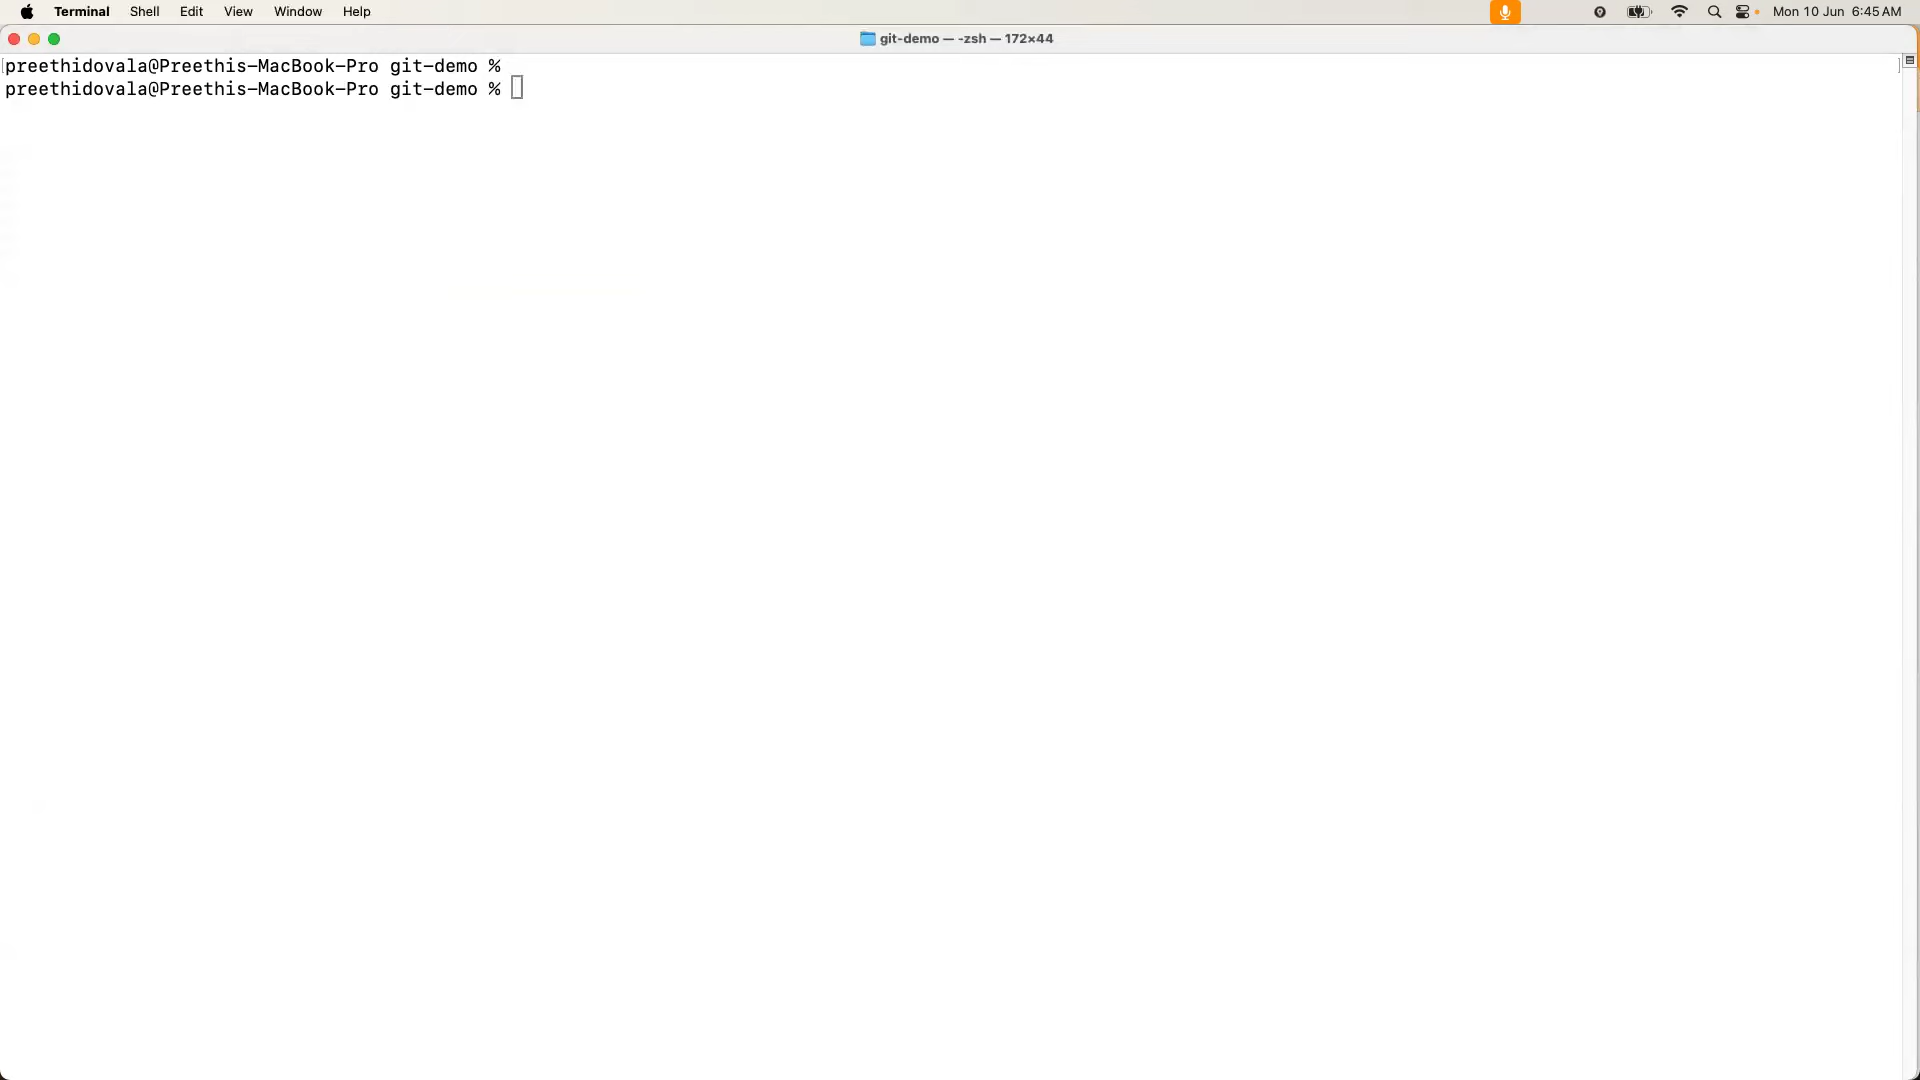 Terminal Shell Edit View Window Help Mon 10 Jun 6:45 AM
git-demo — -zsh — 172×44
preethidovala@Preethis-MacBook-Pro git-demo %
preethidovala@Preethis-MacBook-Pro git-demo %